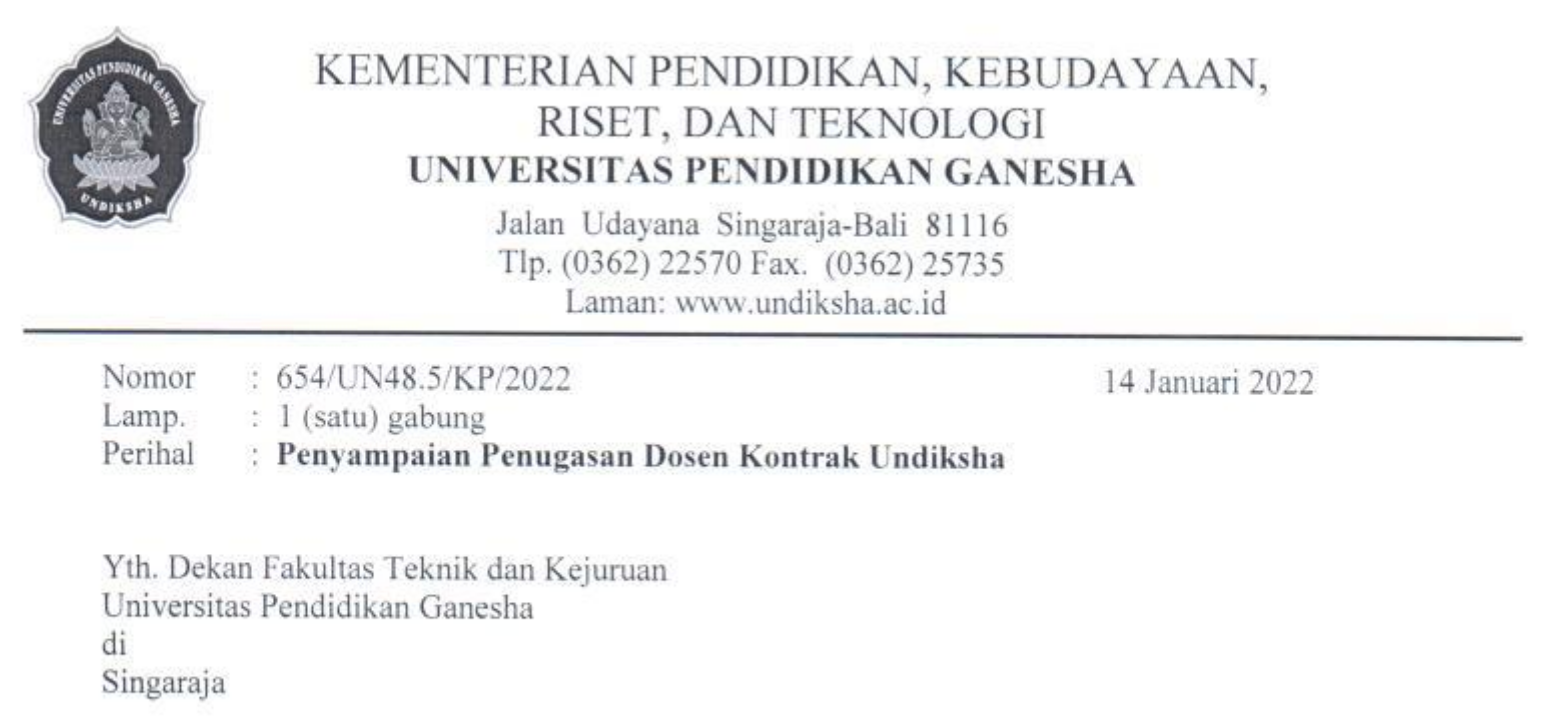 UNIVERSITAS PENDIDIKAN GANESHA
UNDIKSHA
KEMENTERIAN PENDIDIKAN, KEBUDAYAAN,
RISET, DAN TEKNOLOGI
UNIVERSITAS PENDIDIKAN GANESHA
Jalan Udayana Singaraja-Bali 81116
Tlp. (0362) 22570 Fax. (0362) 25735
Laman: www.undiksha.ac.id
Nomor : 654/UN48.5/KP/2022 14 Januari 2022
Lamp. : 1 (satu) gabung
Perihal : Penyampaian Penugasan Dosen Kontrak Undiksha
Yth. Dekan Fakultas Teknik dan Kejuruan
Universitas Pendidikan Ganesha
di
Singaraja